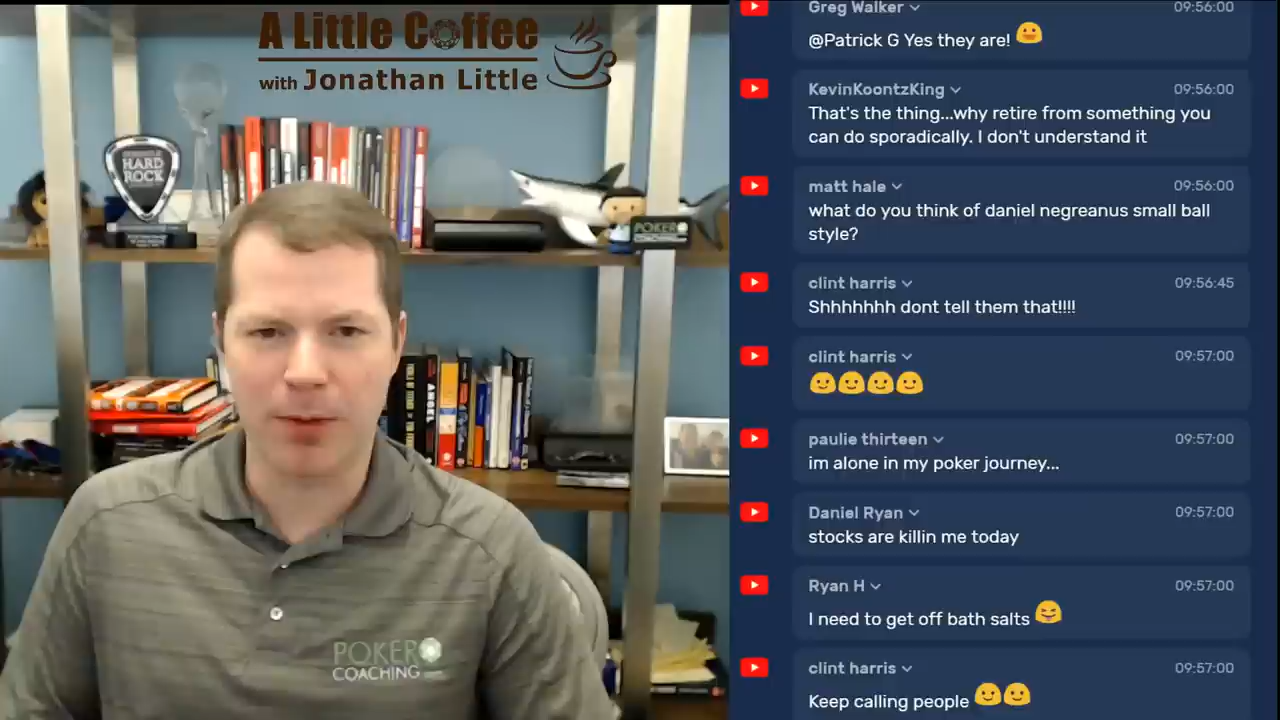 A Little Coffee
with Jonathan Little
HARD
ROCK
POKER
COACHING
ANGEL
POKER
COACHING
Greg Walker
09:56:00
@Patrick G Yes they are! 😀
KevinKoontzKing
09:56:00
That's the thing...why retire from something you
can do sporadically. I don't understand it
matt hale
09:56:00
what do you think of daniel negreanus small ball
style?
clint harris
09:56:45
Shhhhhhh dont tell them that!!!!
clint harris
09:57:00
🙂🙂🙂🙂
paulie thirteen
09:57:00
im alone in my poker journey...
Daniel Ryan
09:57:00
stocks are killin me today
Ryan H
09:57:00
I need to get off bath salts 😆
clint harris
09:57:00
Keep calling people 🙂🙂